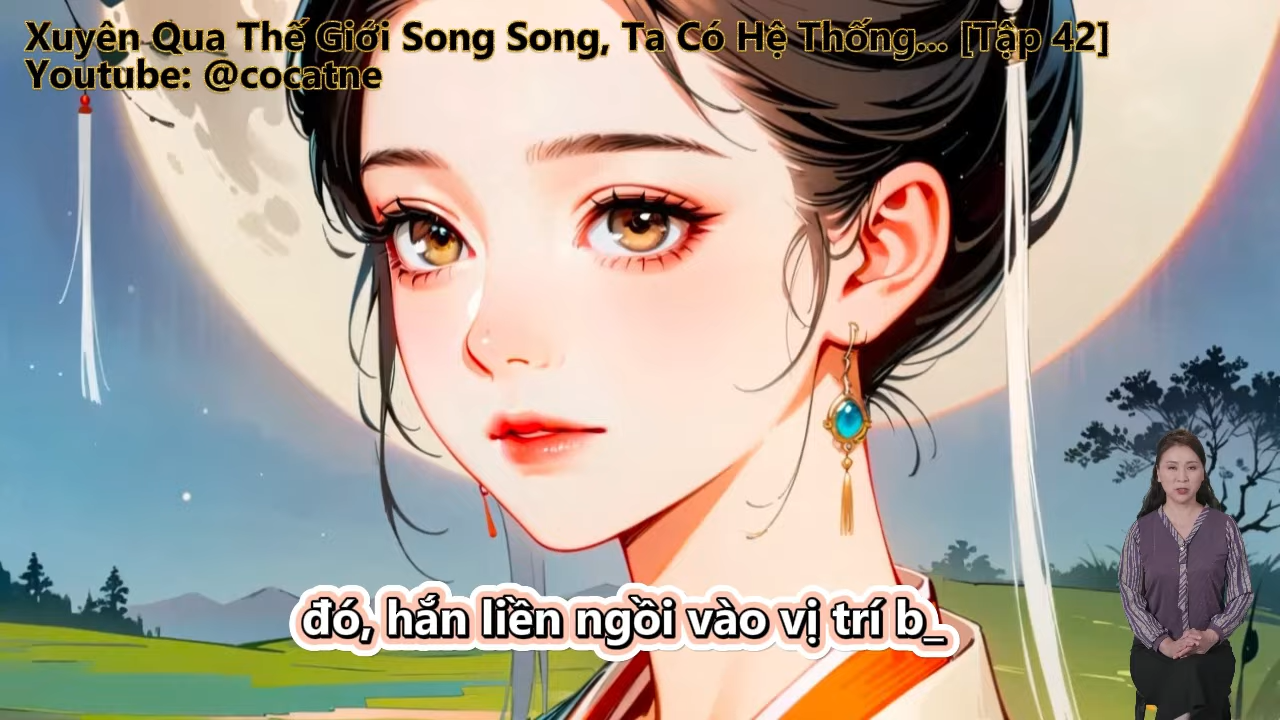 Xuyên Qua Thế Giới Song Song, Ta Có Hệ Thống... [Tập 42]
Youtube: @cocatne
đó, hắn liền ngồi vào vị trí b_